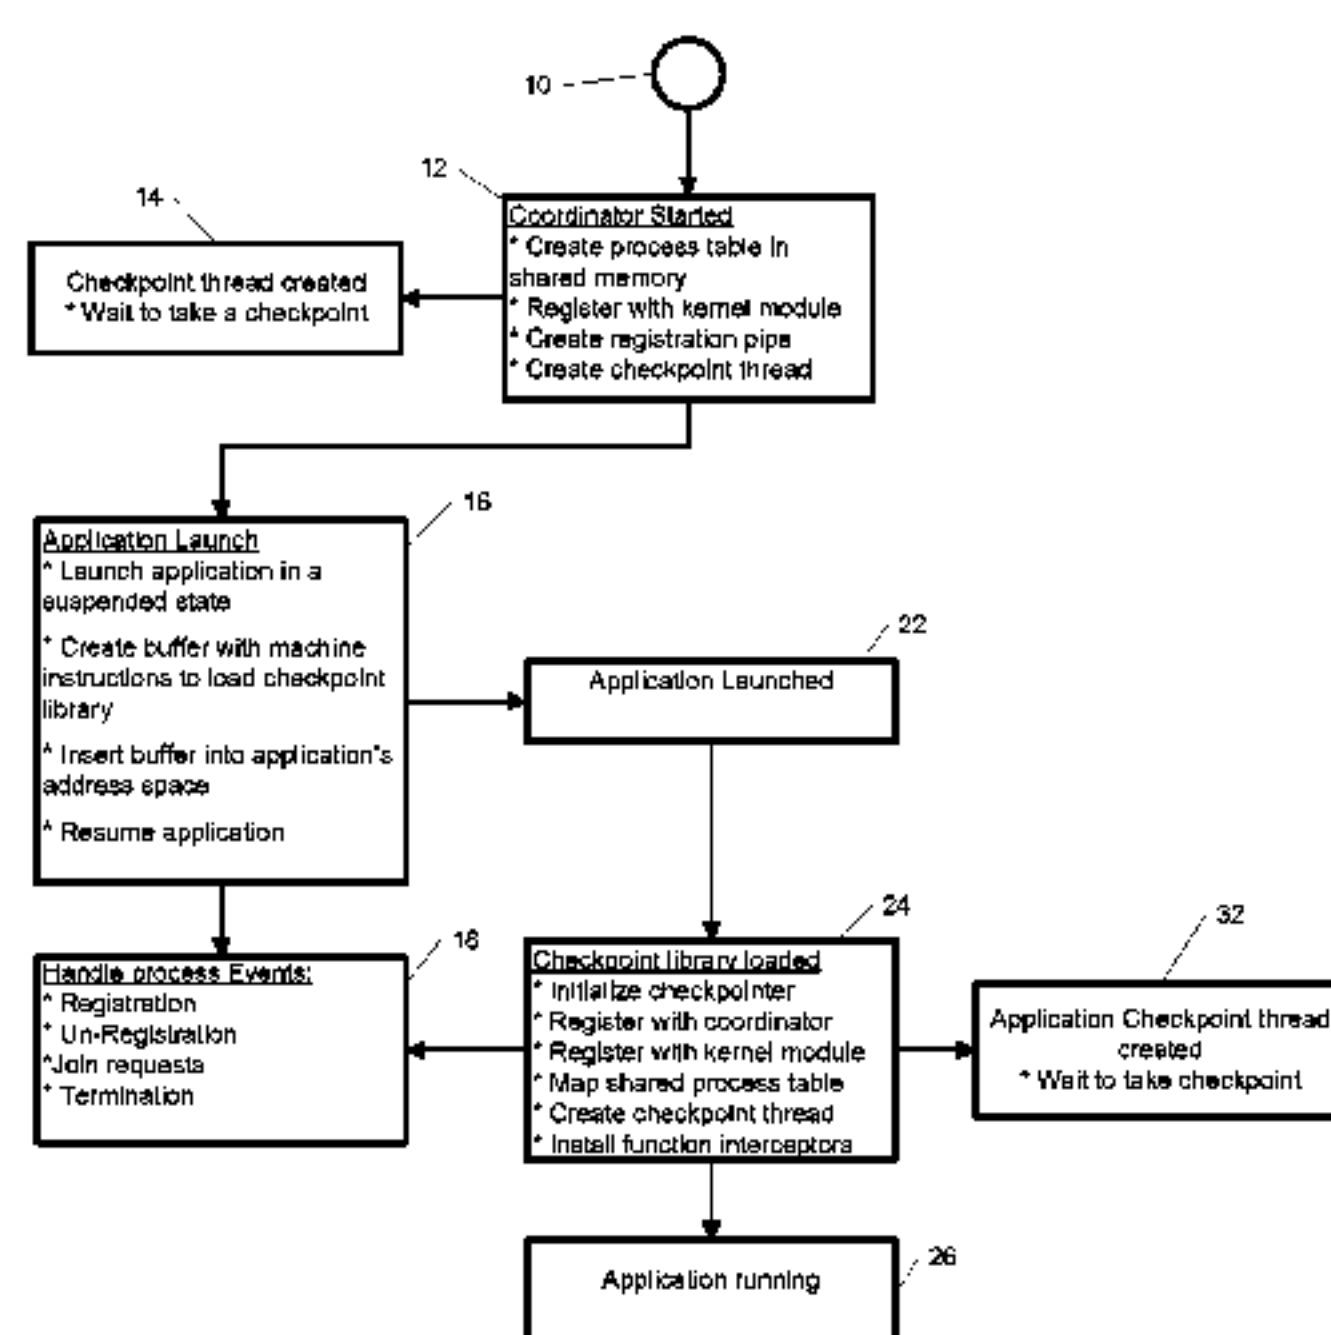 10
12
14
Coordinator Started
* Create process table in
shared memory
* Register with kernel module
* Create registration pipe
* Create checkpoint thread
Checkpoint thread created
* Wait to take a checkpoint
16
Application Launch
* Launch application in a
suspended state
* Create buffer with machine
instructions to load checkpoint
library
* Insert buffer into application's
address space
* Resume application
22
Application Launched
24
32
18
Handle process Events:
* Registration
* Un-Registration
*Join requests
* Termination
Checkpoint library loaded
* Initialize checkpointer
* Register with coordinator
* Register with kernel module
* Map shared process table
* Create checkpoint thread
* Install function interceptors
Application Checkpoint thread
created
* Wait to take checkpoint
26
Application running